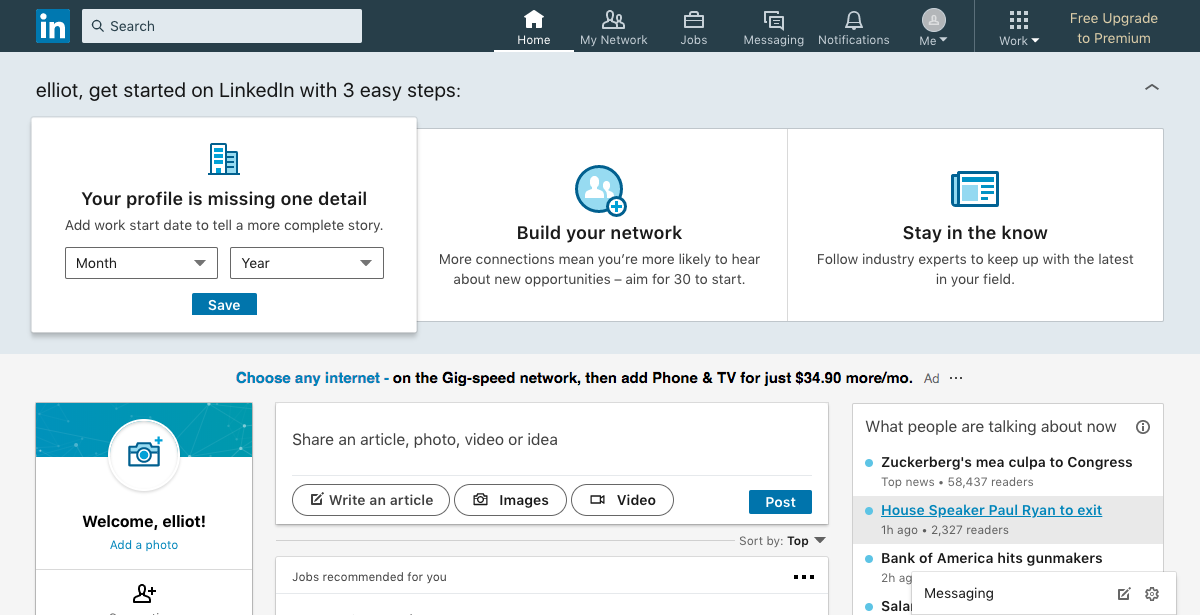 in
Search
Home
My Network
Jobs
Messaging
Notifications
Me
Work
Free Upgrade
to Premium
elliot, get started on LinkedIn with 3 easy steps:
Your profile is missing one detail
Add work start date to tell a more complete story.
Month
Year
Save
Build your network
More connections mean you’re more likely to hear
about new opportunities – aim for 30 to start.
Stay in the know
Follow industry experts to keep up with the latest
in your field.
Choose any internet - on the Gig-speed network, then add Phone & TV for just $34.90 more/mo. Ad ···
Welcome, elliot!
Add a photo
Share an article, photo, video or idea
Write an article
Images
Video
Post
Sort by: Top
Jobs recommended for you
What people are talking about now
Zuckerberg's mea culpa to Congress
Top news • 58,437 readers
House Speaker Paul Ryan to exit
1h ago • 2,327 readers
Bank of America hits gunmakers
2h ag
Salar
Messaging